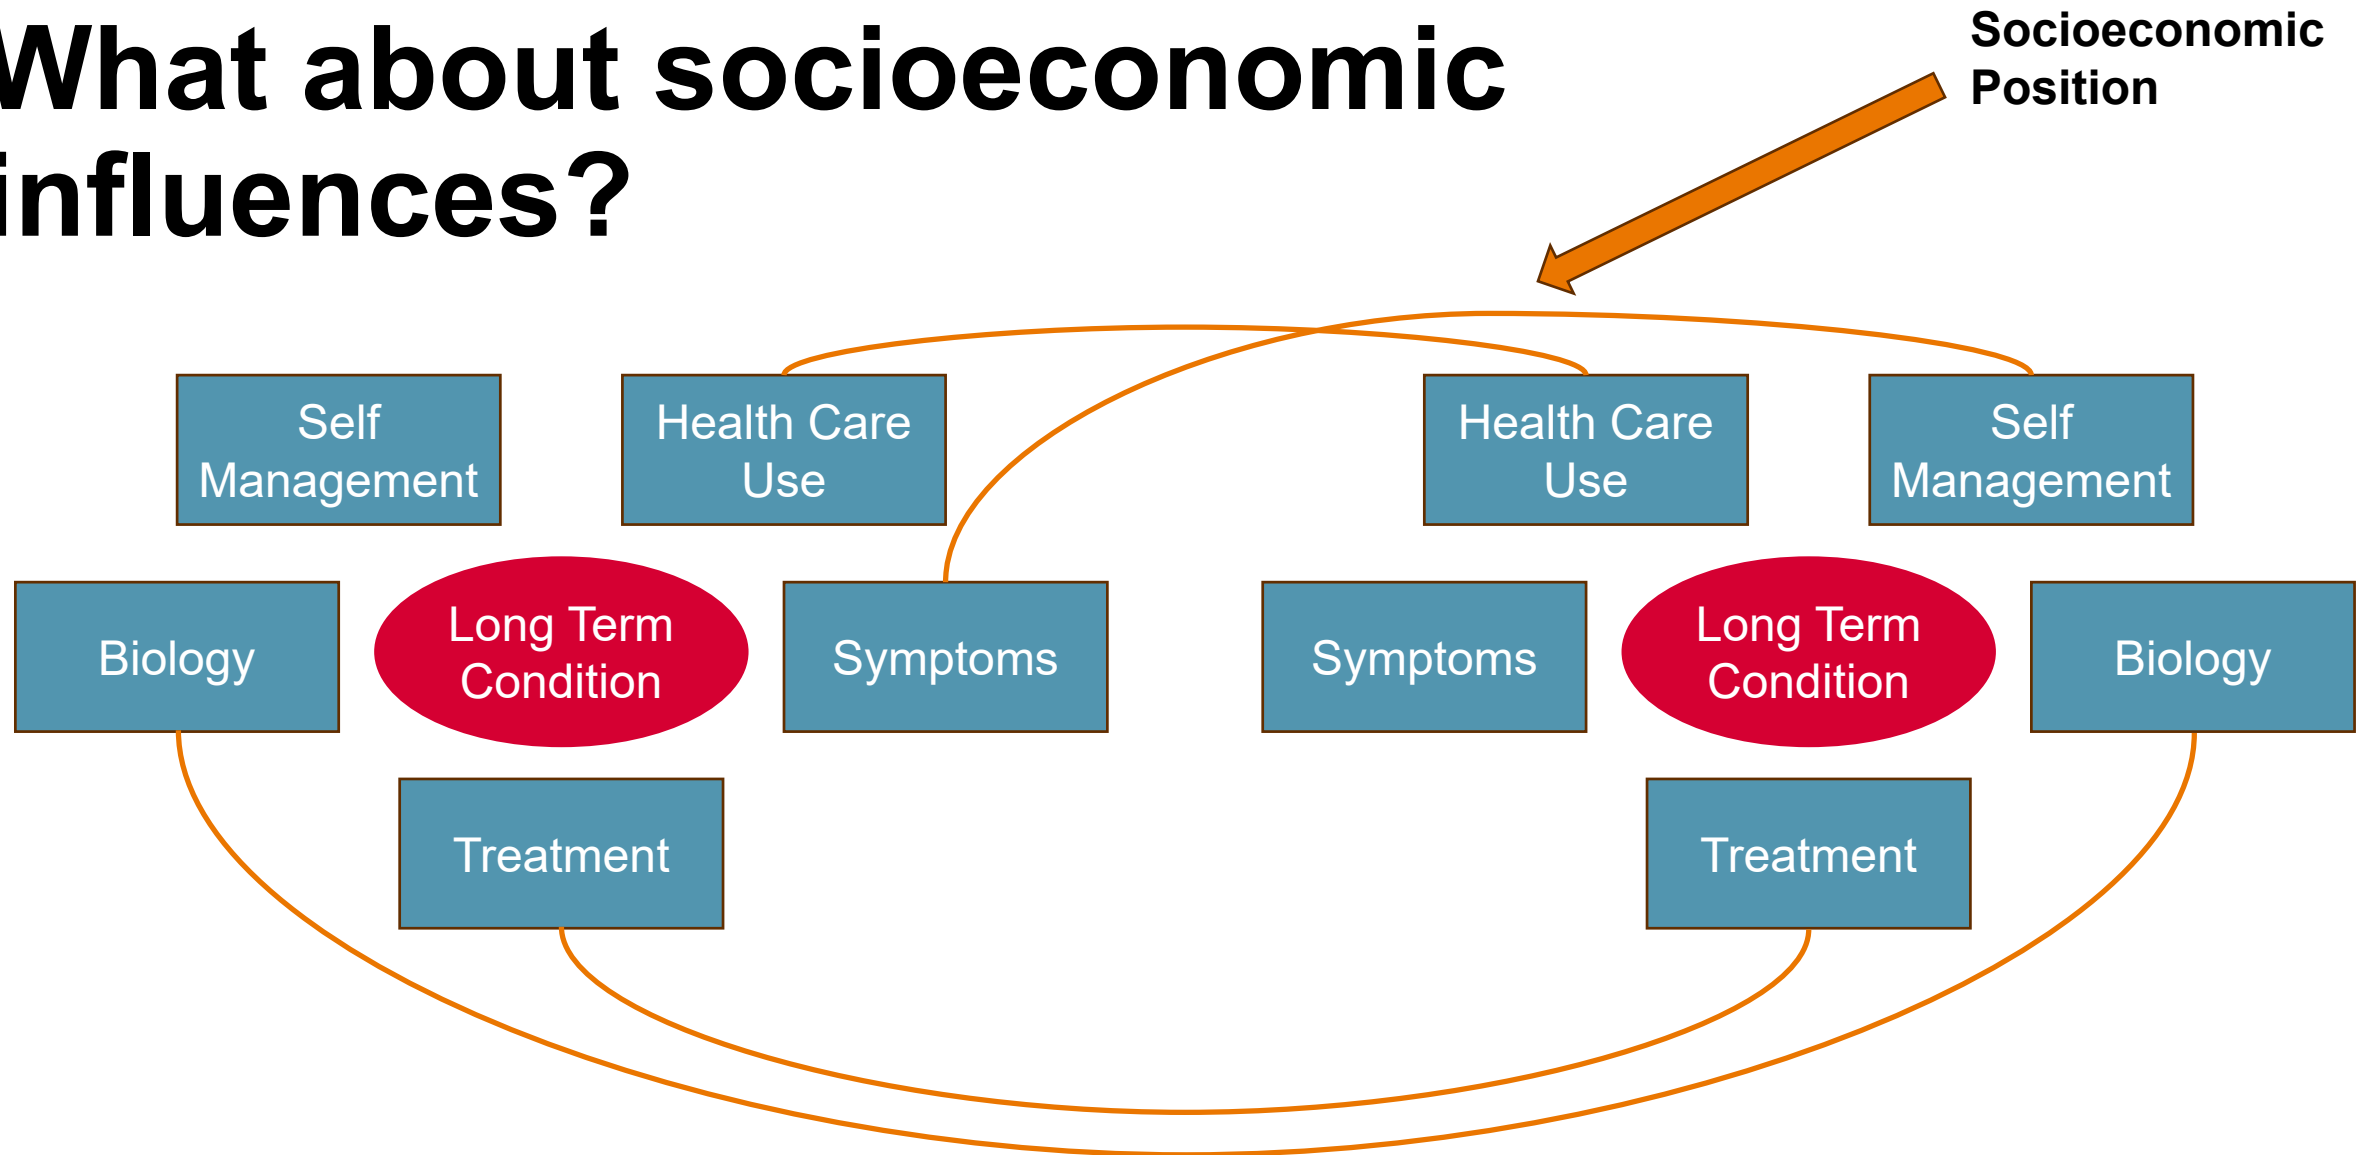 What about socioeconomic
influences?
Socioeconomic
Position
Self
Management
Health Care
Use
Health Care
Use
Self
Management
Biology
Long Term
Condition
Symptoms
Symptoms
Long Term
Condition
Biology
Treatment
Treatment